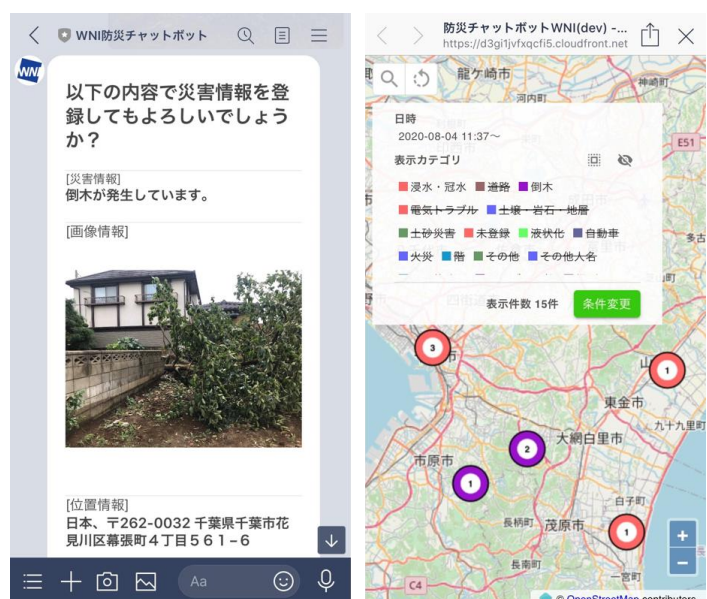 WNI防災チャットボット
WNI
以下の内容で災害情報を登
録してもよろしいでしょう
か?
[災害情報]
倒木が発生しています。
[画像情報]
[位置情報]
日本、〒262-0032 千葉県千葉市花
見川区幕張町4丁目561-6
Aa
防災チャットボットWNI(dev) -...
https://d3gi1jvfxqcfi5.cloudfront.net
龍ケ崎市
河内町
神崎町
E51
日時
2020-08-04 11:37~
表示カテゴリ
浸水・冠水 道路 倒木
電気トラブル 土壌・岩石・地層
土砂災害 未登録 液状化 自動車
火災 階 その他 その他人名
多古
山町
表示件数 15件
条件変更
3
市
山
1
東金市
九十九里町
2
大網白里市
市原市
1
白子町
長柄町
茂原市
1
長南町
一宮町
C4
+
−
© OpenStreetMap contributors